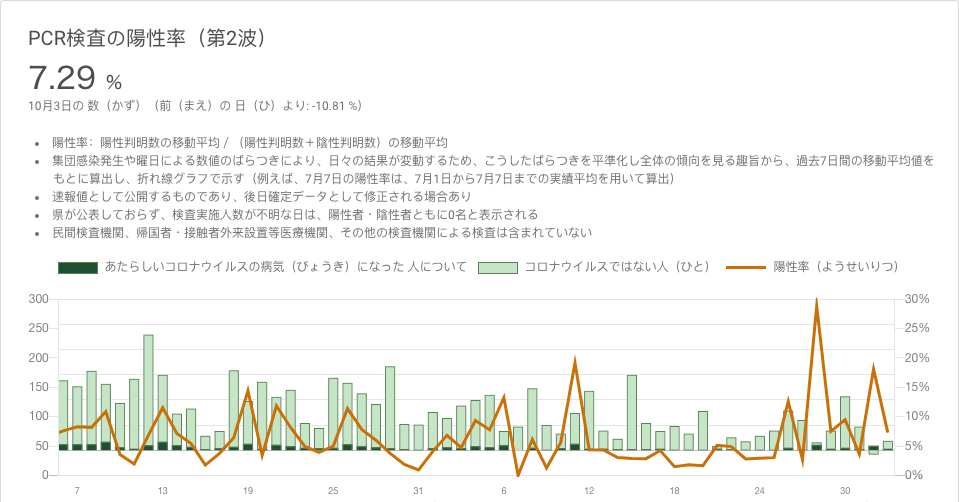 PCR検査の陽性率（第2波）
7.29 %
10月3日の 数（かず）（前（まえ）の 日（ひ）より: -10.81 %）
• 陽性率：陽性判明数の移動平均 / （陽性判明数＋陰性判明数）の移動平均
• 集団感染発生や曜日による数値のばらつきにより、日々の結果が変動するため、こうしたばらつきを平準化し全体の傾向を見る趣旨から、過去7日間の移動平均値を
もとに算出し、折れ線グラフで示す（例えば、7月7日の陽性率は、7月1日から7月7日までの実績平均を用いて算出）
• 速報値として公開するものであり、後日確定データとして修正される場合あり
• 県が公表しておらず、検査実施人数が不明な日は、陽性者・陰性者ともに0名と表示される
• 民間検査機関、帰国者・接触者外来設置等医療機関、その他の検査機関による検査は含まれていない
あたらしいコロナウイルスの病気（びょうき）になった 人について コロナウイルスではない人（ひと） 陽性率（ようせいりつ）
300 30%
250 25%
200 20%
150 15%
100 10%
50 5%
0 0%
7 13 19 25 31 6 12 18 24 30